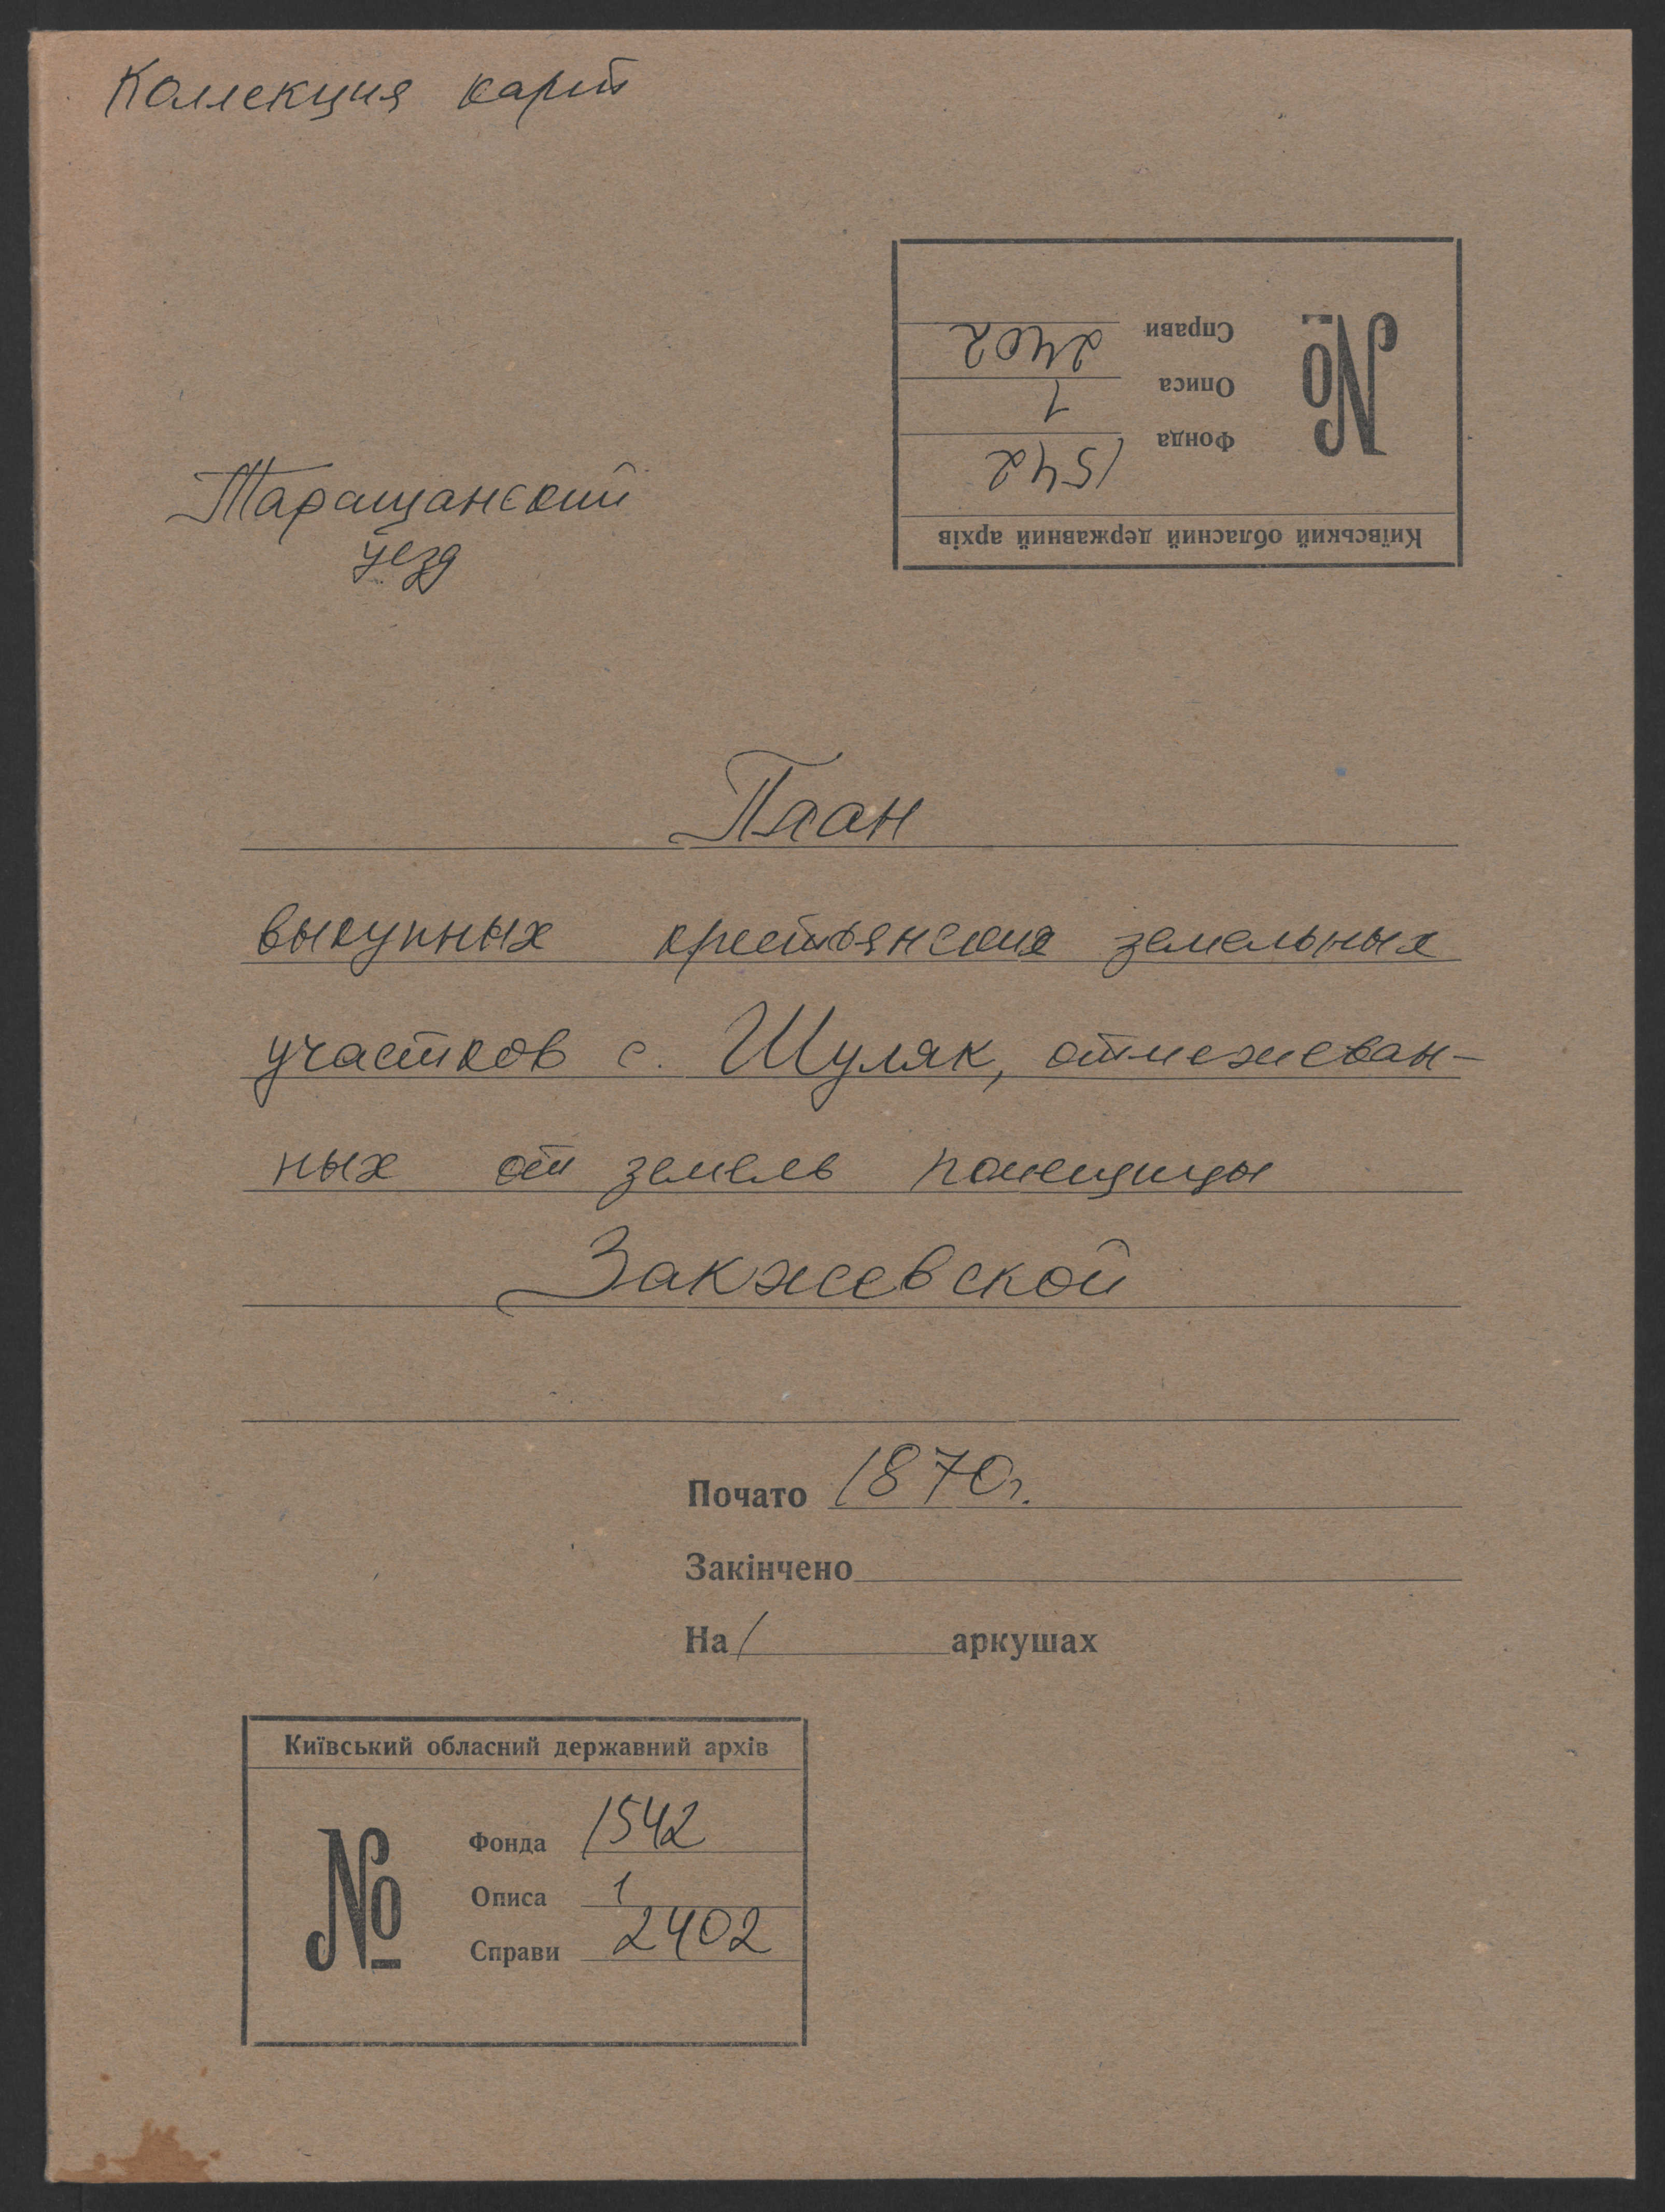 Коллекция карт
Київський обласний державний архів
№
Фонда 1542
Описа 1
Справи 2402
Таращанский
уезд
План
выкупных крестьянских земельных
участков с. Шуляк, отмежеван-
ных от земель помещицы
Закжевской
Почато 1870г.
Закінчено
На 1 аркушах
Київський обласний державний архів
№
Фонда 1542
Описа 1
Справи 2402